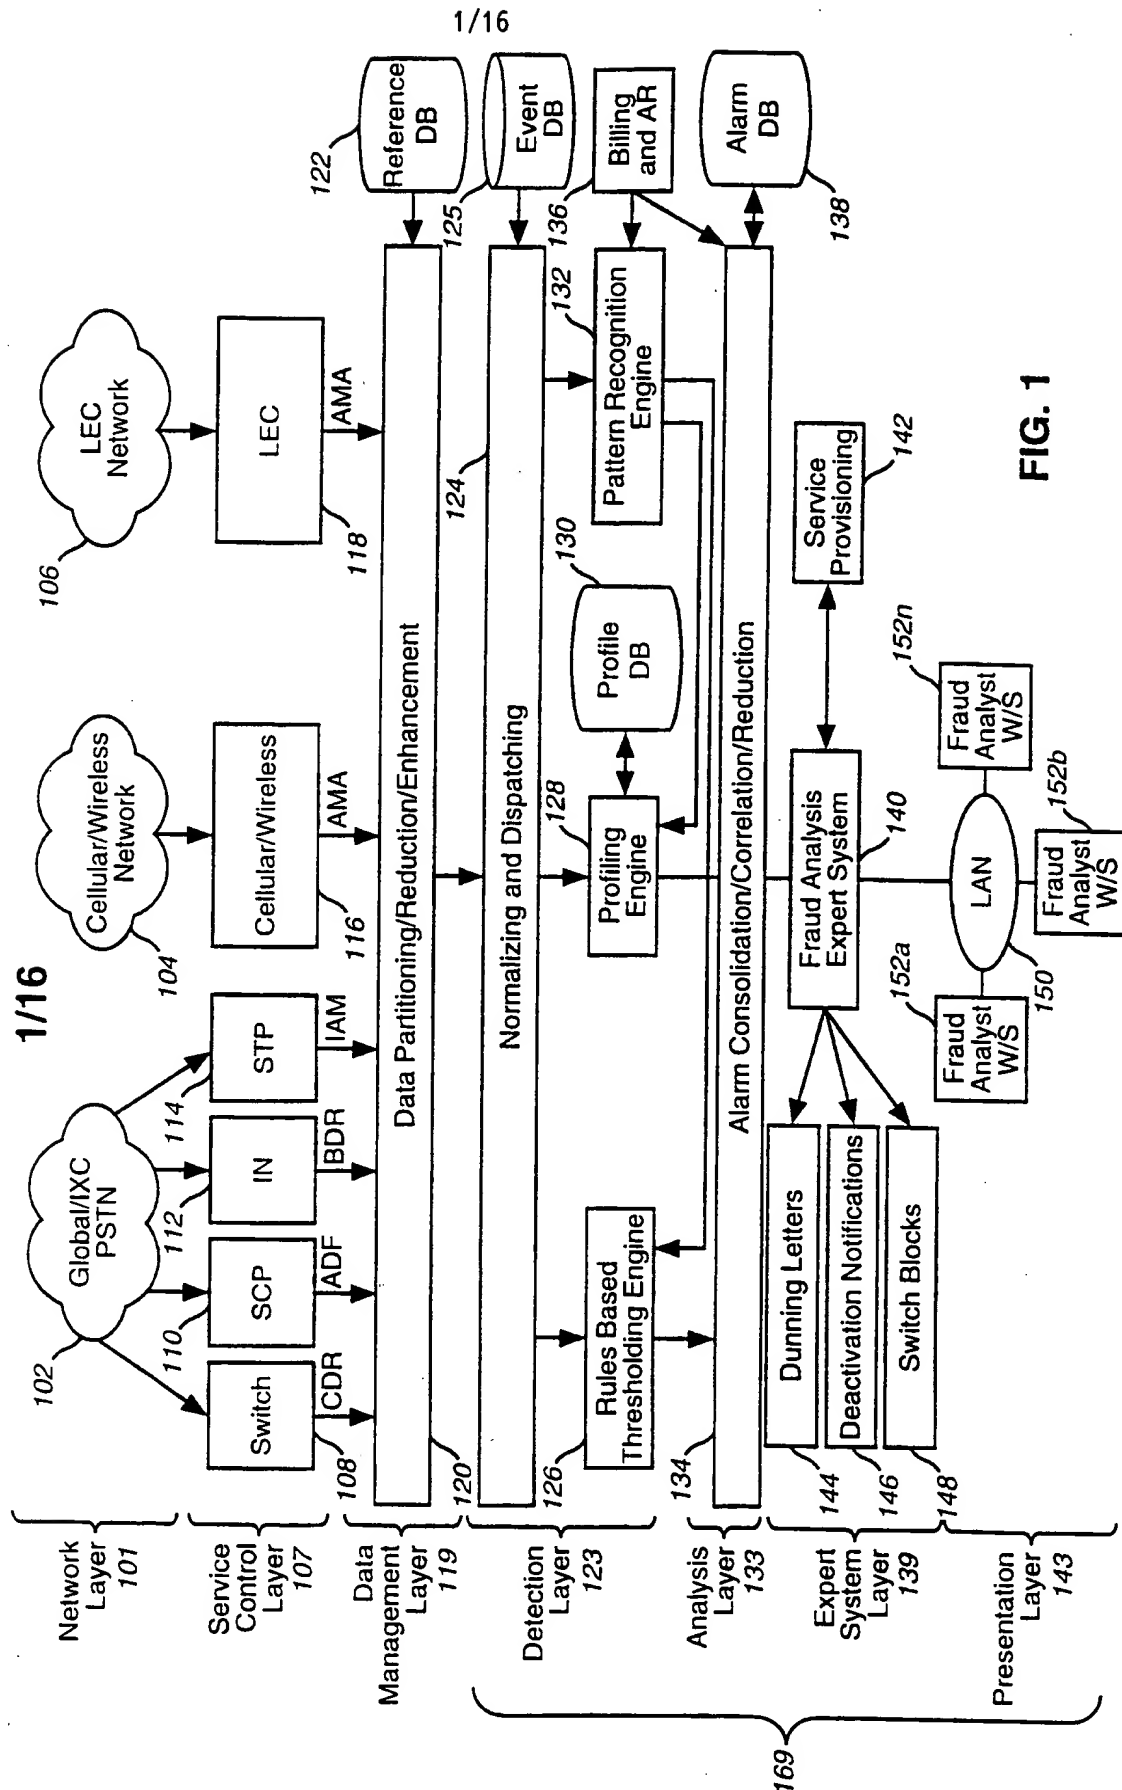 1/16
1/16
Network
Layer
101
Global/IXC
PSTN
102
Cellular/Wireless
Network
104
LEC
Network
106
Service
Control
Layer
107
Switch
108
CDR
SCP
110
ADF
IN
112
BDR
STP
114
IAM
Cellular/Wireless
116
AMA
LEC
118
AMA
Data
Management
Layer
119
Data Partitioning/Reduction/Enhancement
120
Reference
DB
122
Detection
Layer
123
Normalizing and Dispatching
124
Event
DB
125
Rules Based
Thresholding Engine
126
Profiling
Engine
128
Profile
DB
130
Pattern Recognition
Engine
132
Billing
and AR
136
Analysis
Layer
133
Alarm Consolidation/Correlation/Reduction
134
Alarm
DB
138
Expert
System
Layer
139
Dunning Letters
144
Deactivation Notifications
146
Switch Blocks
148
Fraud Analysis
Expert System
140
Service
Provisioning
142
Presentation
Layer
143
LAN
150
Fraud
Analyst
W/S
152a
Fraud
Analyst
W/S
152b
Fraud
Analyst
W/S
152n
169
FIG. 1